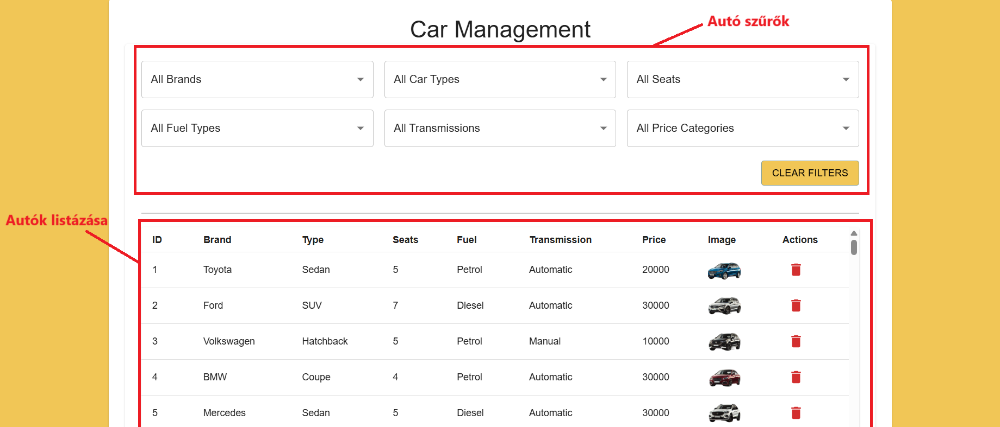 Car Management
Autó szűrők
All Brands
All Car Types
All Seats
All Fuel Types
All Transmissions
All Price Categories
CLEAR FILTERS
Autók listázása
ID Brand Type Seats Fuel Transmission Price Image Actions
1 Toyota Sedan 5 Petrol Automatic 20000
2 Ford SUV 7 Diesel Automatic 30000
3 Volkswagen Hatchback 5 Petrol Manual 10000
4 BMW Coupe 4 Petrol Automatic 30000
5 Mercedes Sedan 5 Diesel Automatic 30000